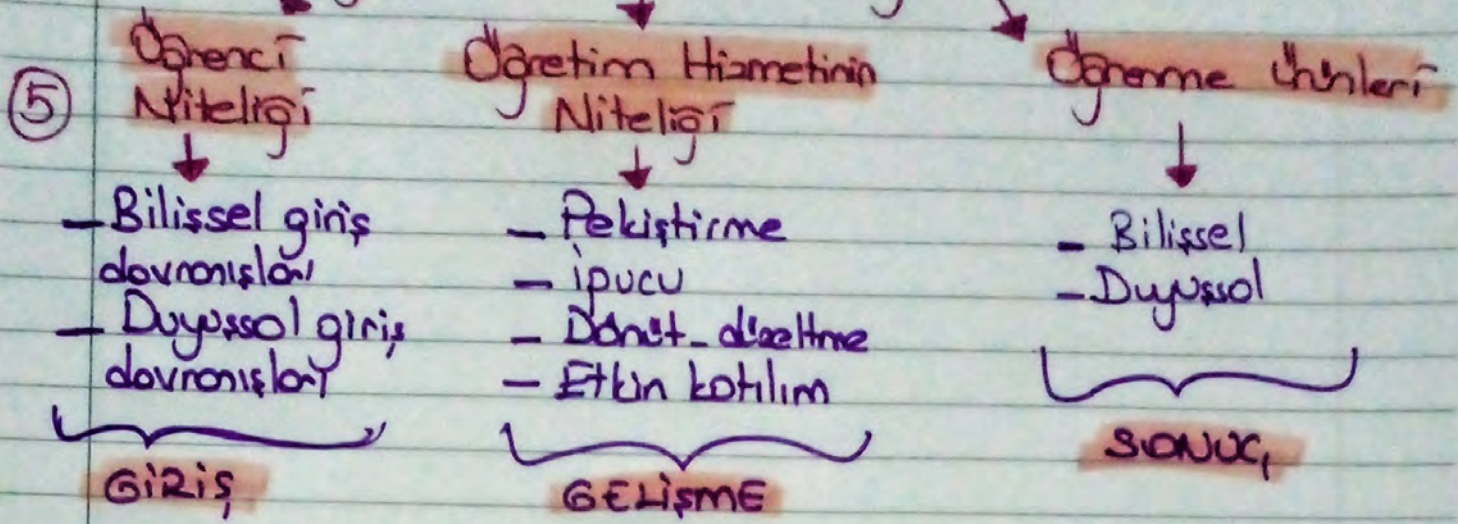 5
Öğrenci
Niteliği
- Bilişsel giriş
davranışları
- Duyuşsal giriş
davranışları
GİRİŞ
Öğretim Hizmetinin
Niteliği
- Pekiştirme
- İpucu
- Dönüt - düzeltme
- Etkin katılım
GELİŞME
Öğrenme Ürünleri
- Bilişsel
- Duyuşsal
SONUÇ